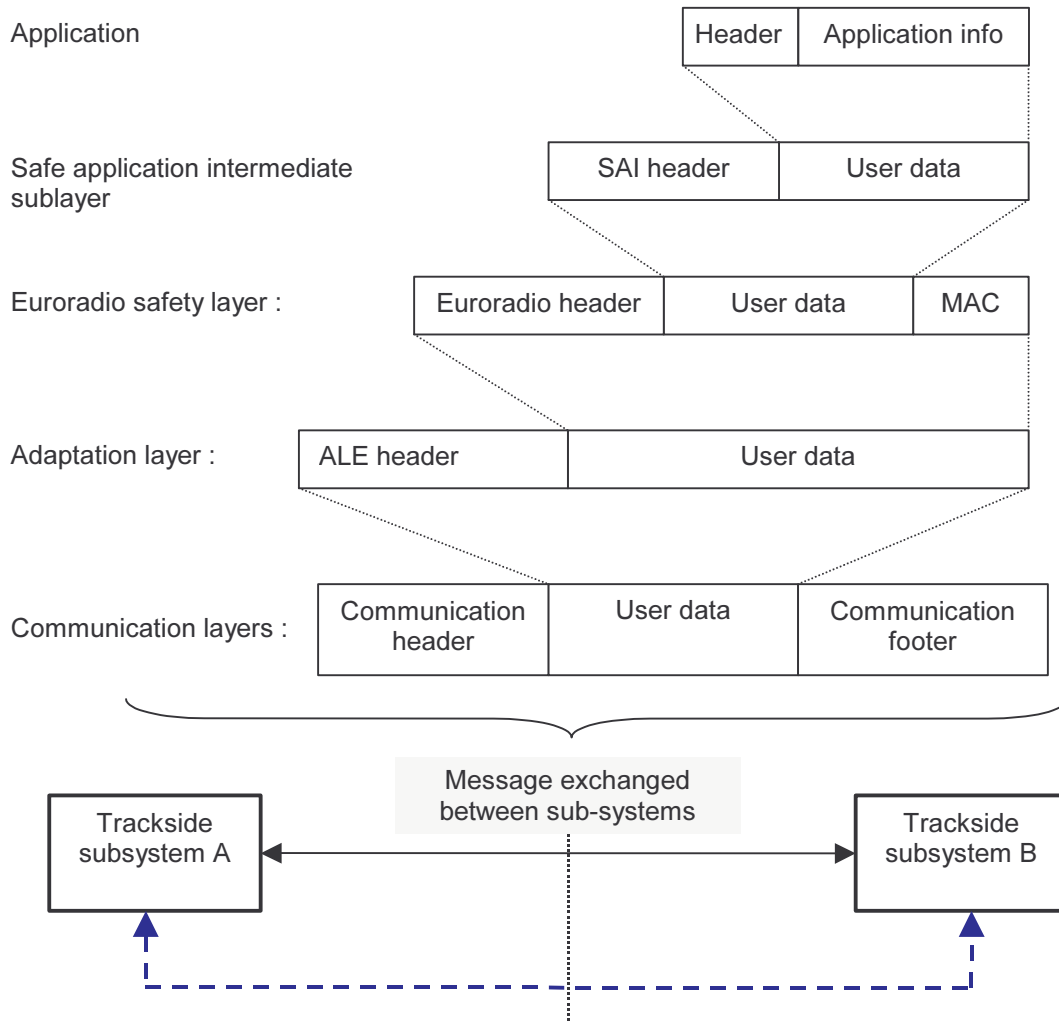 Application
Header
Application info
Safe application intermediate
sublayer
SAI header
User data
Euroradio safety layer :
Euroradio header
User data
MAC
Adaptation layer :
ALE header
User data
Communication layers :
Communication
header
User data
Communication
footer
Message exchanged
between sub-systems
Trackside
subsystem A
Trackside
subsystem B